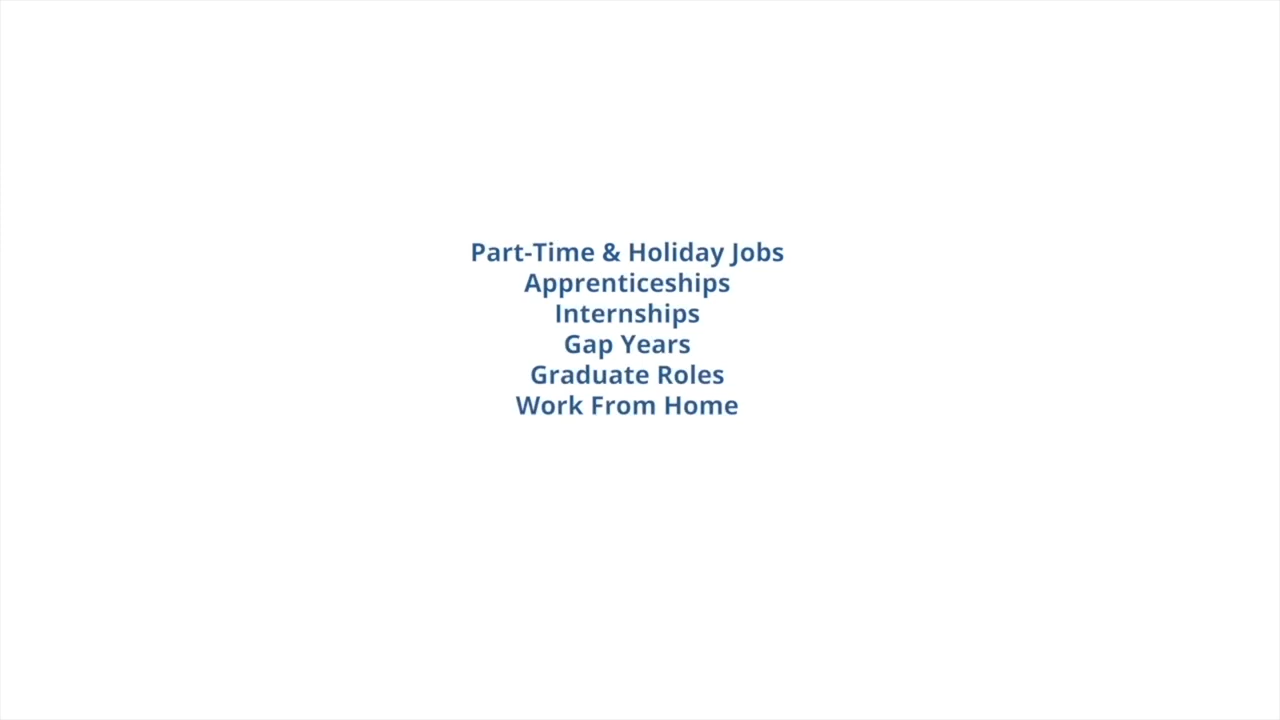 Part-Time & Holiday Jobs
Apprenticeships
Internships
Gap Years
Graduate Roles
Work From Home